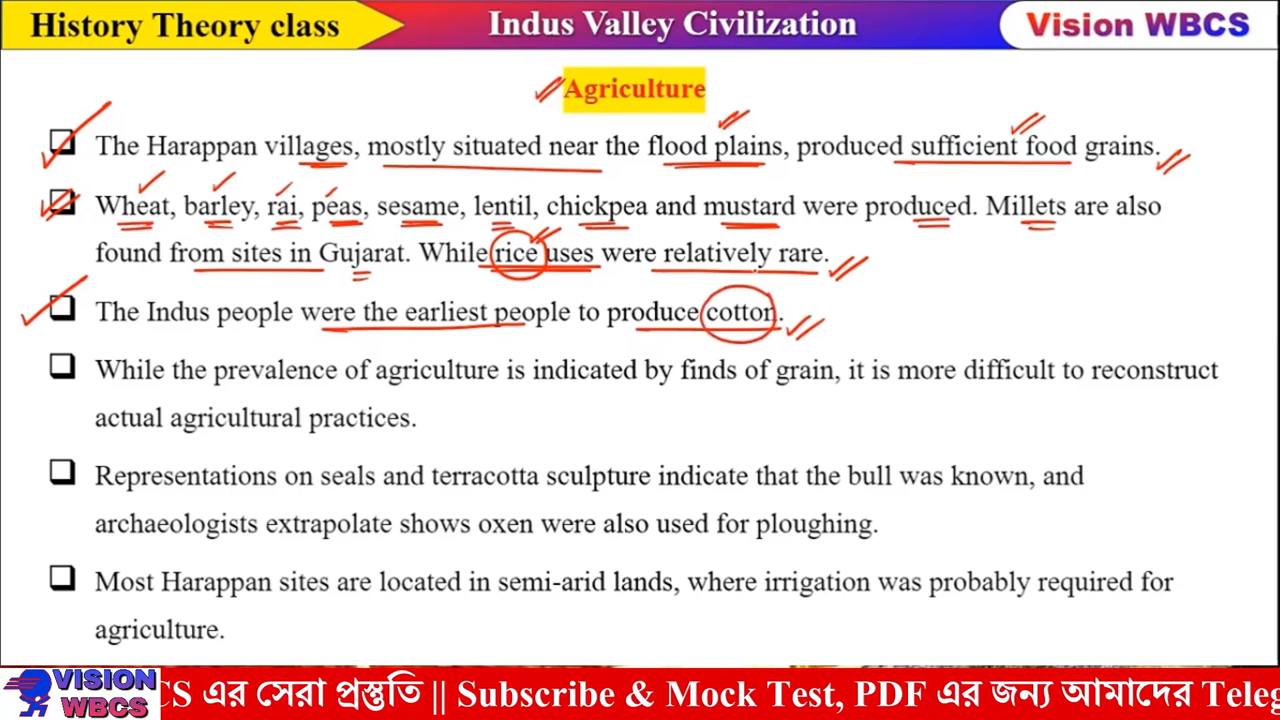 History Theory class
Indus Valley Civilization
Vision WBCS
Agriculture
The Harappan villages, mostly situated near the flood plains, produced sufficient food grains.
Wheat, barley, rai, peas, sesame, lentil, chickpea and mustard were produced. Millets are also
found from sites in Gujarat. While rice uses were relatively rare.
The Indus people were the earliest people to produce cotton.
While the prevalence of agriculture is indicated by finds of grain, it is more difficult to reconstruct
actual agricultural practices.
Representations on seals and terracotta sculpture indicate that the bull was known, and
archaeologists extrapolate shows oxen were also used for ploughing.
Most Harappan sites are located in semi-arid lands, where irrigation was probably required for
agriculture.
VISION
WBCS
CS এর সেরা প্রস্তুতি || Subscribe & Mock Test, PDF এর জন্য আমাদের Teleg